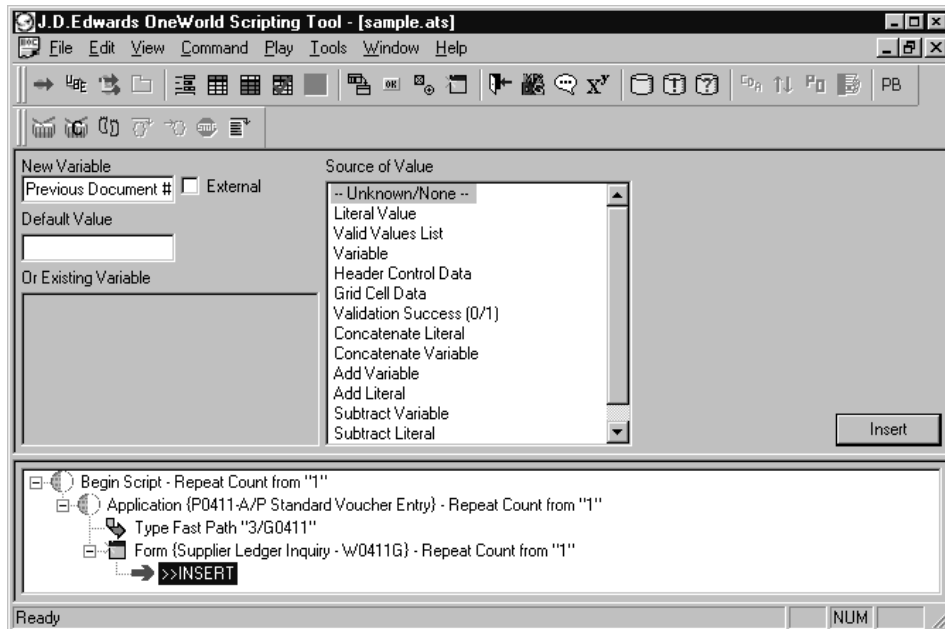 J.D.Edwards OneWorld Scripting Tool - [sample.ats]
File Edit View Command Play Tools Window Help
UBE OK X^y PB
New Variable
Previous Document #
External
Default Value
Or Existing Variable
Source of Value
-- Unknown/None --
Literal Value
Valid Values List
Variable
Header Control Data
Grid Cell Data
Validation Success (0/1)
Concatenate Literal
Concatenate Variable
Add Variable
Add Literal
Subtract Variable
Subtract Literal
Insert
Begin Script - Repeat Count from "1"
Application {P0411-A/P Standard Voucher Entry} - Repeat Count from "1"
Type Fast Path "3/G0411"
Form {Supplier Ledger Inquiry - W0411G} - Repeat Count from "1"
>>INSERT
Ready
NUM